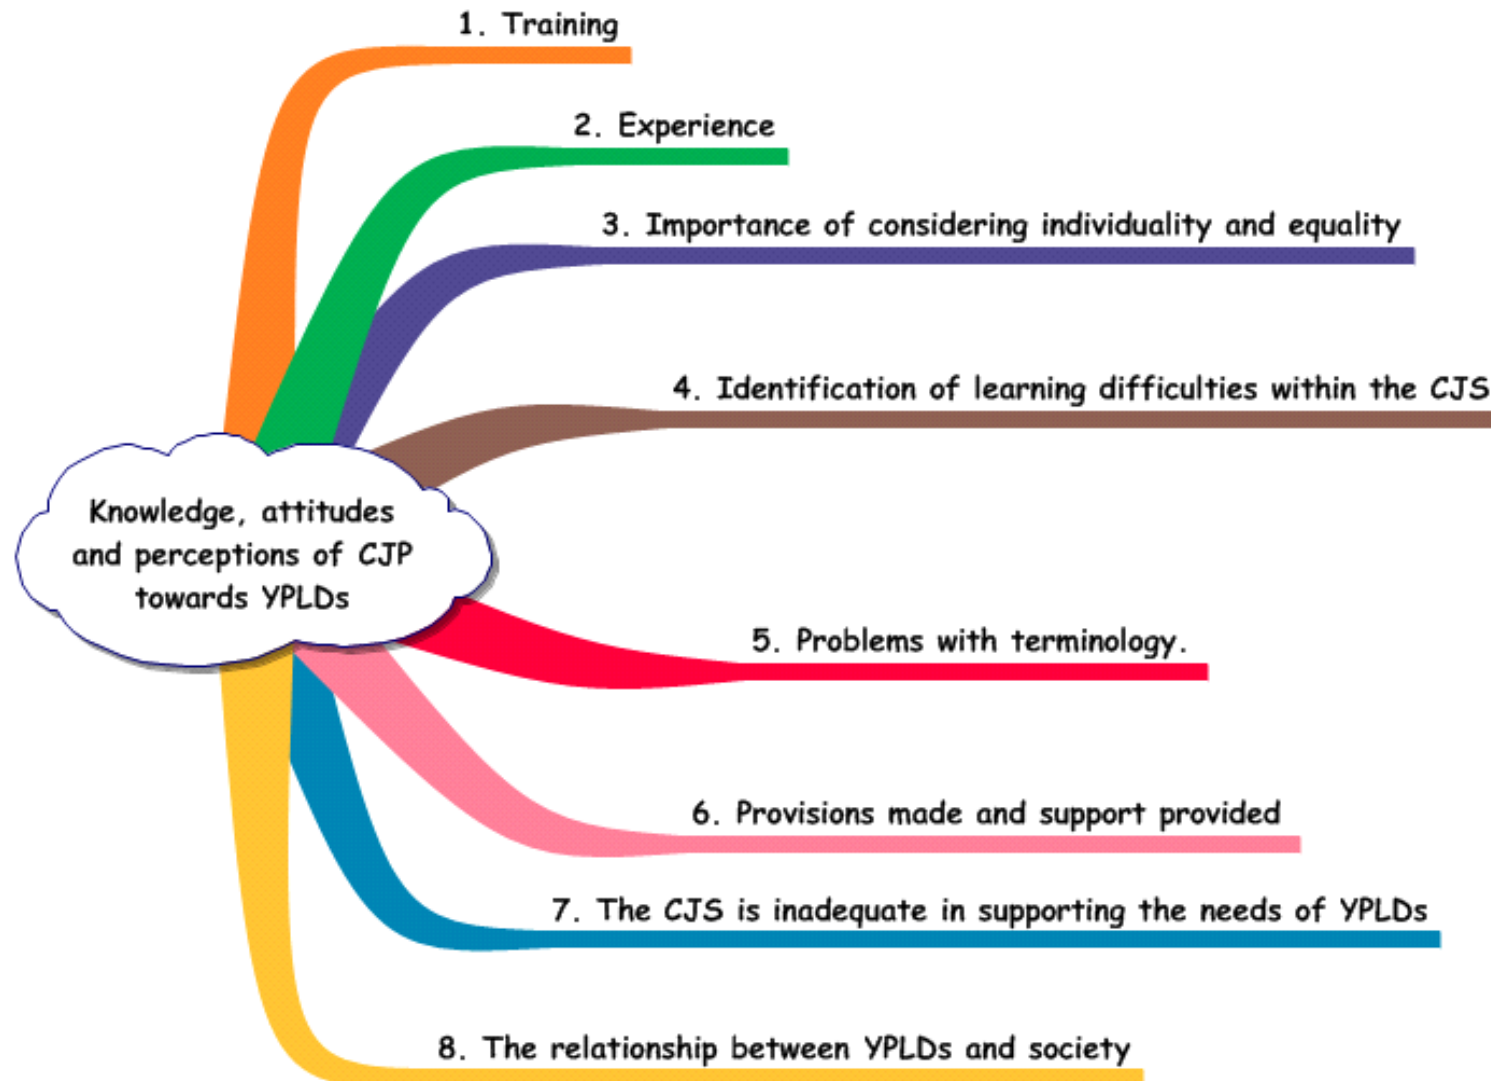 1. Training
2. Experience
3. Importance of considering individuality and equality
4. Identification of learning difficulties within the CJS
Knowledge, attitudes
and perceptions of CJP
towards YPLDs
5. Problems with terminology.
6. Provisions made and support provided
7. The CJS is inadequate in supporting the needs of YPLDs
8. The relationship between YPLDs and society